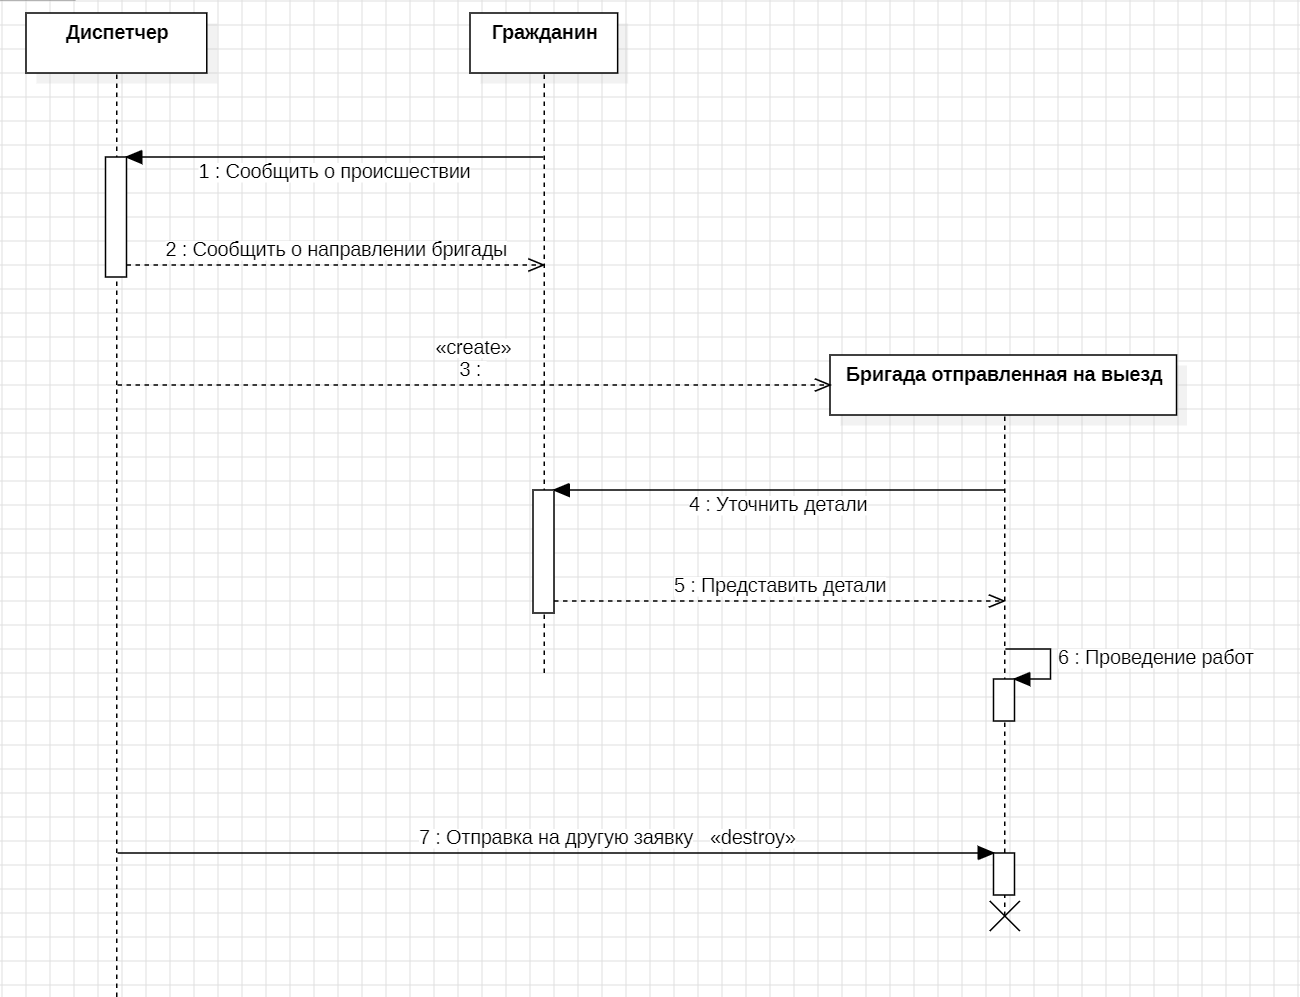 Диспетчер
Гражданин
1 : Сообщить о происшествии
2 : Сообщить о направлении бригады
«create»
3 :
Бригада отправленная на выезд
4 : Уточнить детали
5 : Представить детали
6 : Проведение работ
7 : Отправка на другую заявку «destroy»